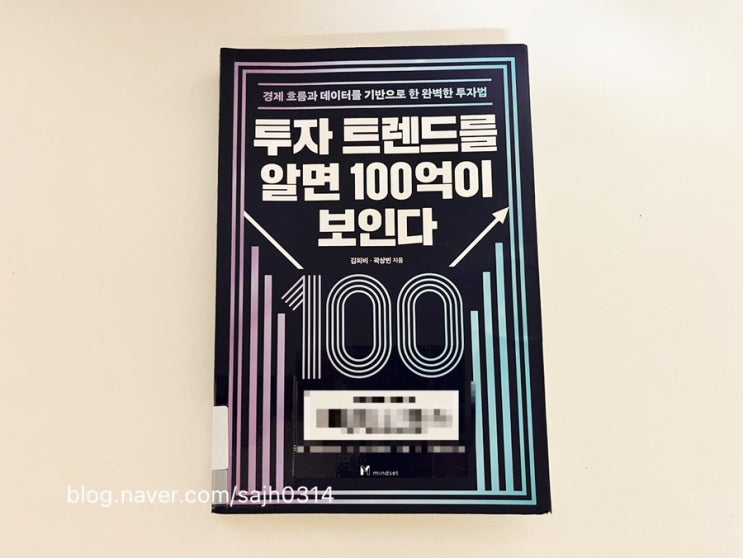 경제 흐름과 데이터를 기반으로 한 완벽한 투자법
투자 트렌드를
알면 100억이
보인다
김피비 · 곽상빈 지음
100
mindset
blog.naver.com/sajh0314